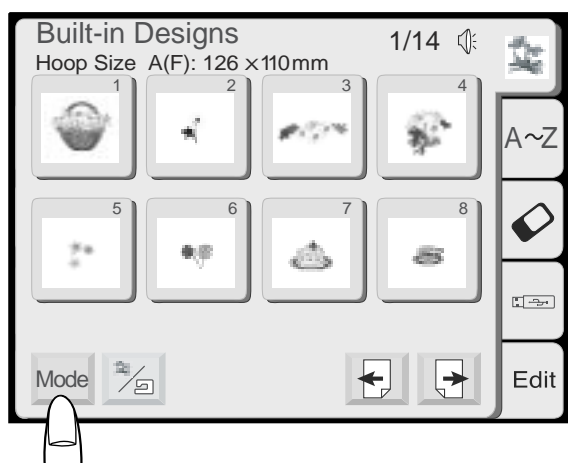 Built-in Designs 1/14
Hoop Size A(F): 126 ×110mm
1 2 3 4
A~Z
5 6 7 8
Mode
Edit